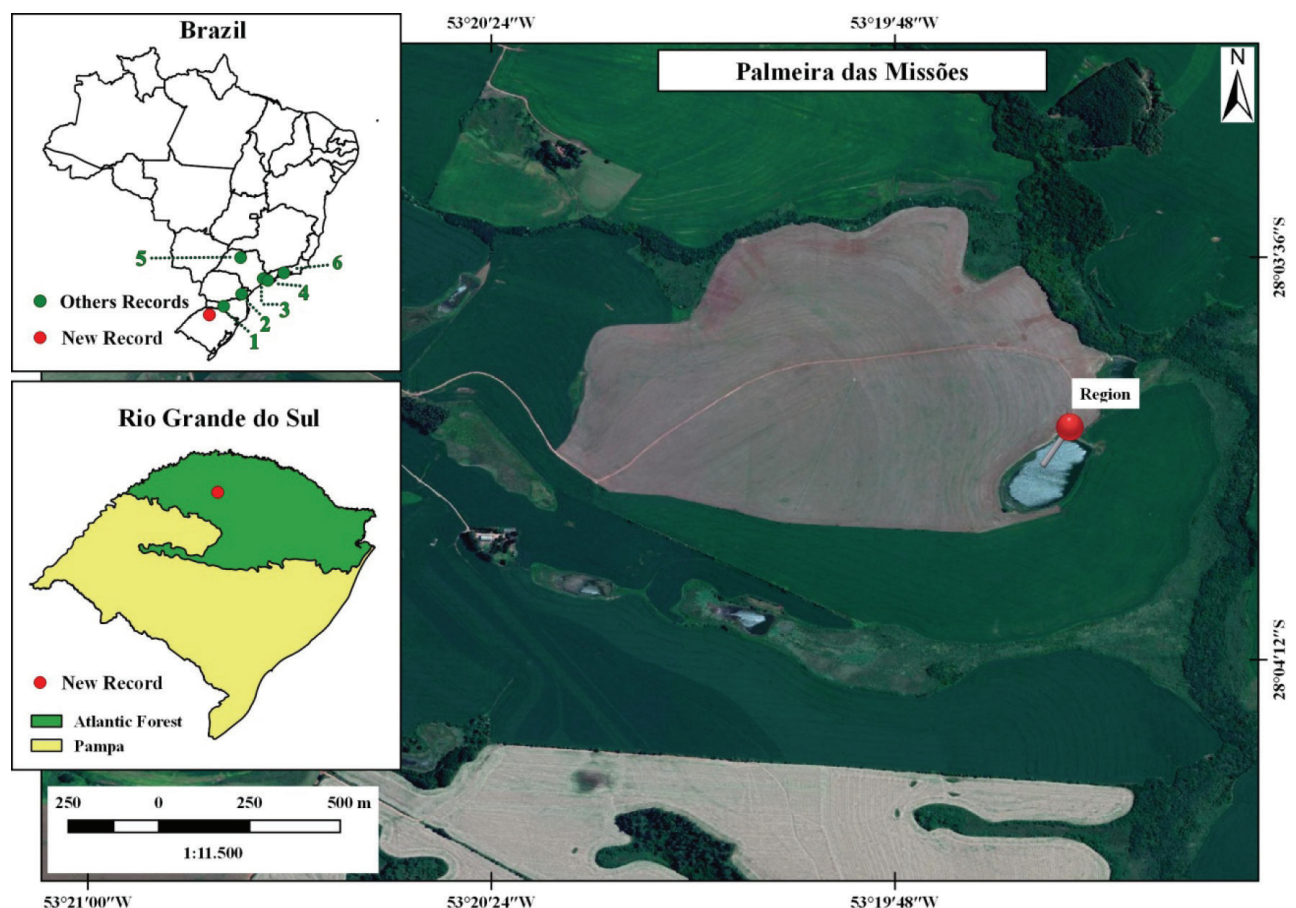 53°20′24″W
53°19′48″W
Brazil
Palmeira das Missões
N
5
6
4
3
2
1
Others Records
New Record
28°03′36″S
Region
Rio Grande do Sul
New Record
Atlantic Forest
Pampa
28°04′12″S
250 0 250 500 m
1:11.500
53°21′00″W
53°20′24″W
53°19′48″W